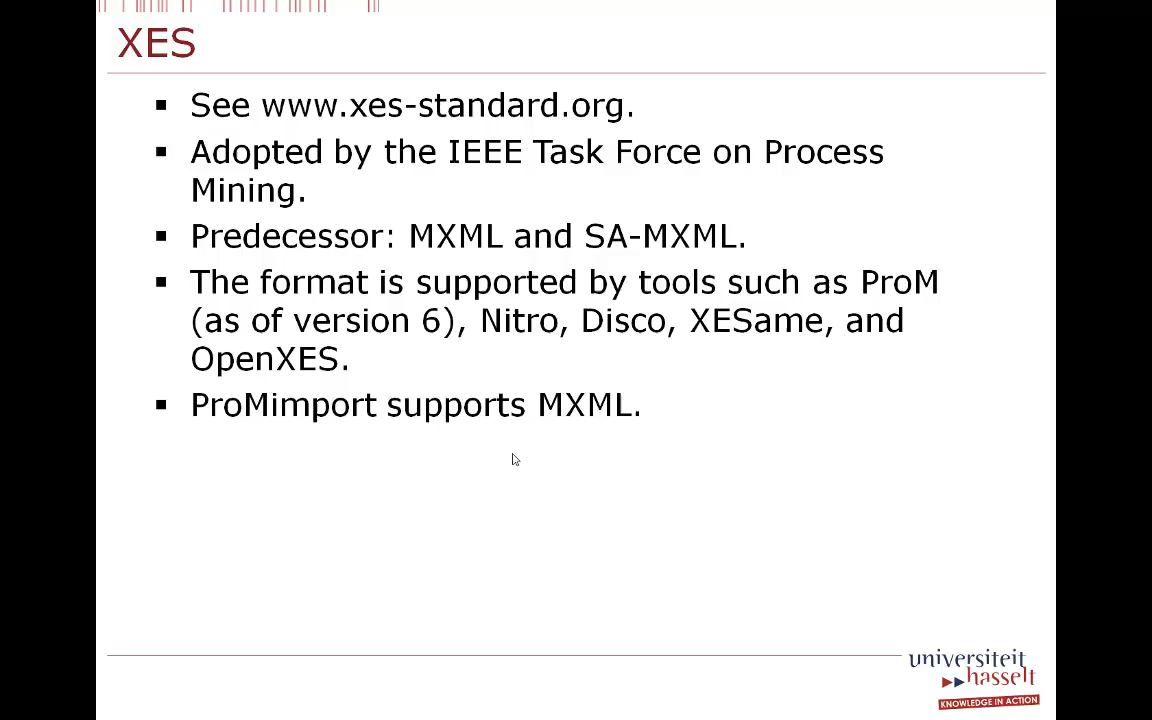 XES
▪ See www.xes-standard.org.
▪ Adopted by the IEEE Task Force on Process
Mining.
▪ Predecessor: MXML and SA-MXML.
▪ The format is supported by tools such as ProM
(as of version 6), Nitro, Disco, XESame, and
OpenXES.
▪ ProMimport supports MXML.
universiteit
hasselt
KNOWLEDGE IN ACTION